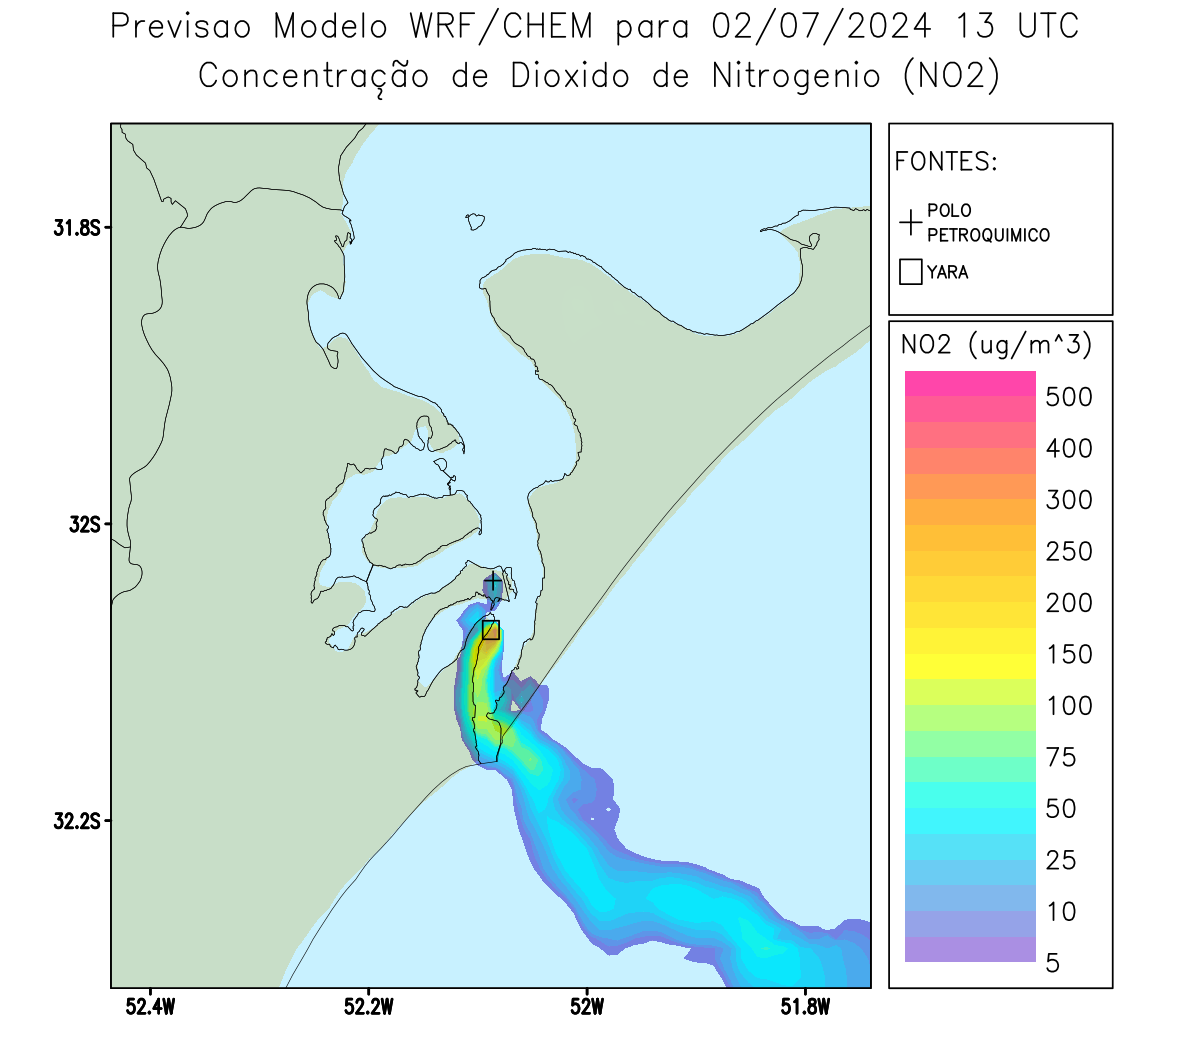 Previsao Modelo WRF/CHEM para 02/07/2024 13 UTC
Concentração de Dioxido de Nitrogenio (NO2)
FONTES:
POLO
PETROQUIMICO
YARA
NO2 (ug/m^3)
500
400
300
250
200
150
100
75
50
25
10
5
31.8S
32S
32.2S
52.4W
52.2W
52W
51.8W